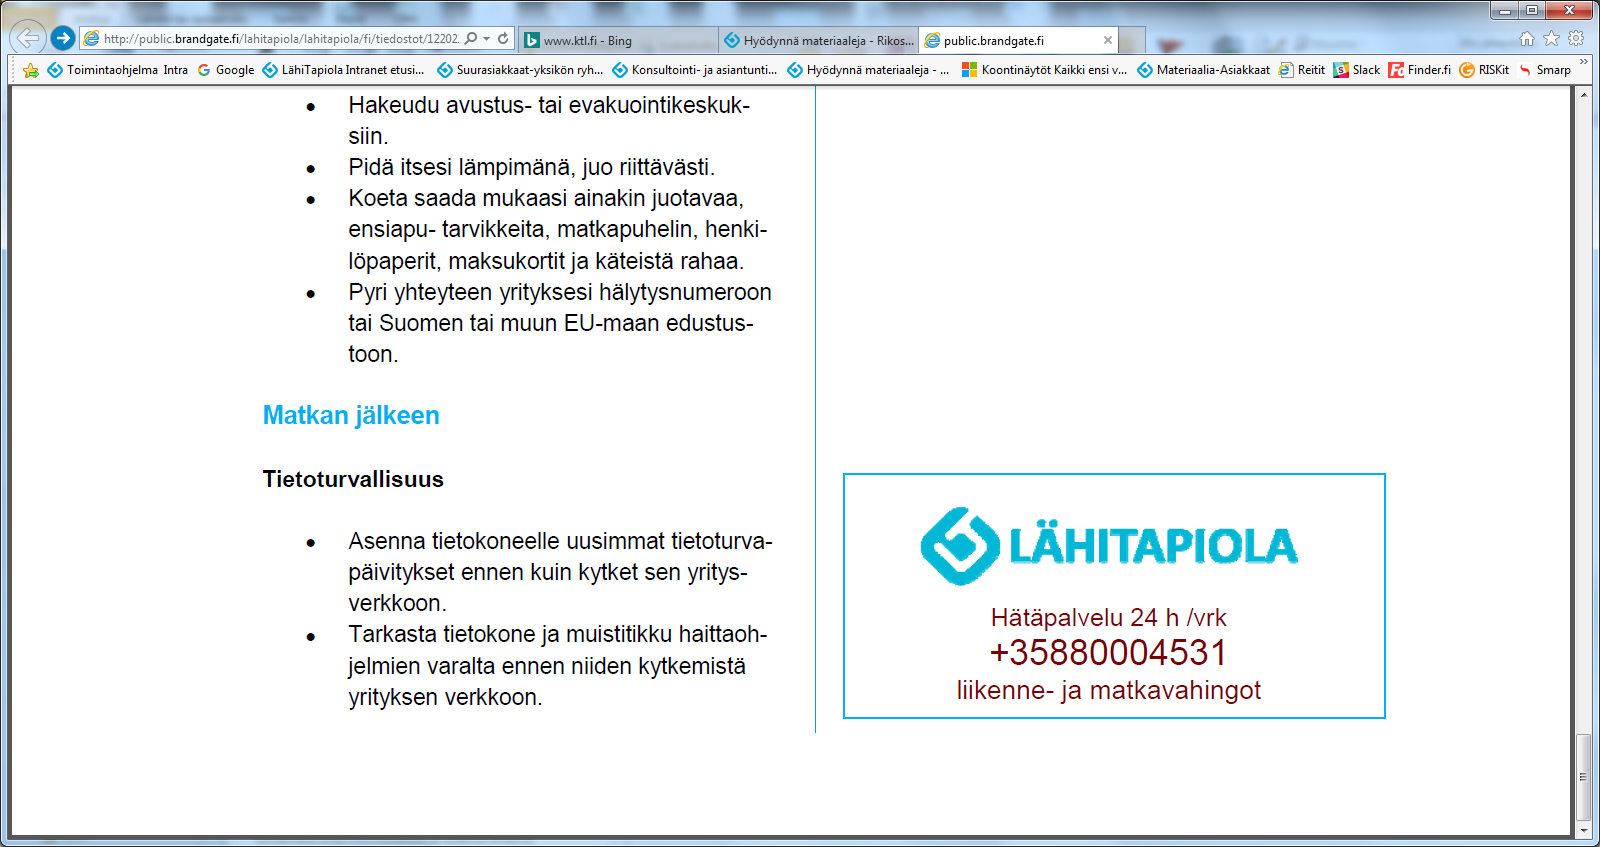 http://public.brandgate.fi/lahitapiola/lahitapiola/fi/tiedostot/12202
www.ktl.fi - Bing
Hyödynnä materiaaleja - Rikos...
public.brandgate.fi
Toimintaohjelma Intra
Google
LähiTapiola Intranet etusi...
Suurasiakkaat-yksikön ryh...
Konsultointi- ja asiantunti...
Hyödynnä materiaaleja - ...
Koontinäytöt Kaikki ensi v...
Materiaalia-Asiakkaat
Reitit
Slack
Finder.fi
RISKit
Smarp
• Hakeudu avustus- tai evakuointikeskuk-
siin.
• Pidä itsesi lämpimänä, juo riittävästi.
• Koeta saada mukaasi ainakin juotavaa,
ensiapu- tarvikkeita, matkapuhelin, henki-
löpaperit, maksukortit ja käteistä rahaa.
• Pyri yhteyteen yrityksesi hälytysnumeroon
tai Suomen tai muun EU-maan edustus-
toon.
Matkan jälkeen
Tietoturvallisuus
• Asenna tietokoneelle uusimmat tietoturva-
päivitykset ennen kuin kytket sen yritys-
verkkoon.
• Tarkasta tietokone ja muistitikku haittaoh-
jelmien varalta ennen niiden kytkemistä
yrityksen verkkoon.
LÄHITAPIOLA
Hätäpalvelu 24 h /vrk
+35880004531
liikenne- ja matkavahingot